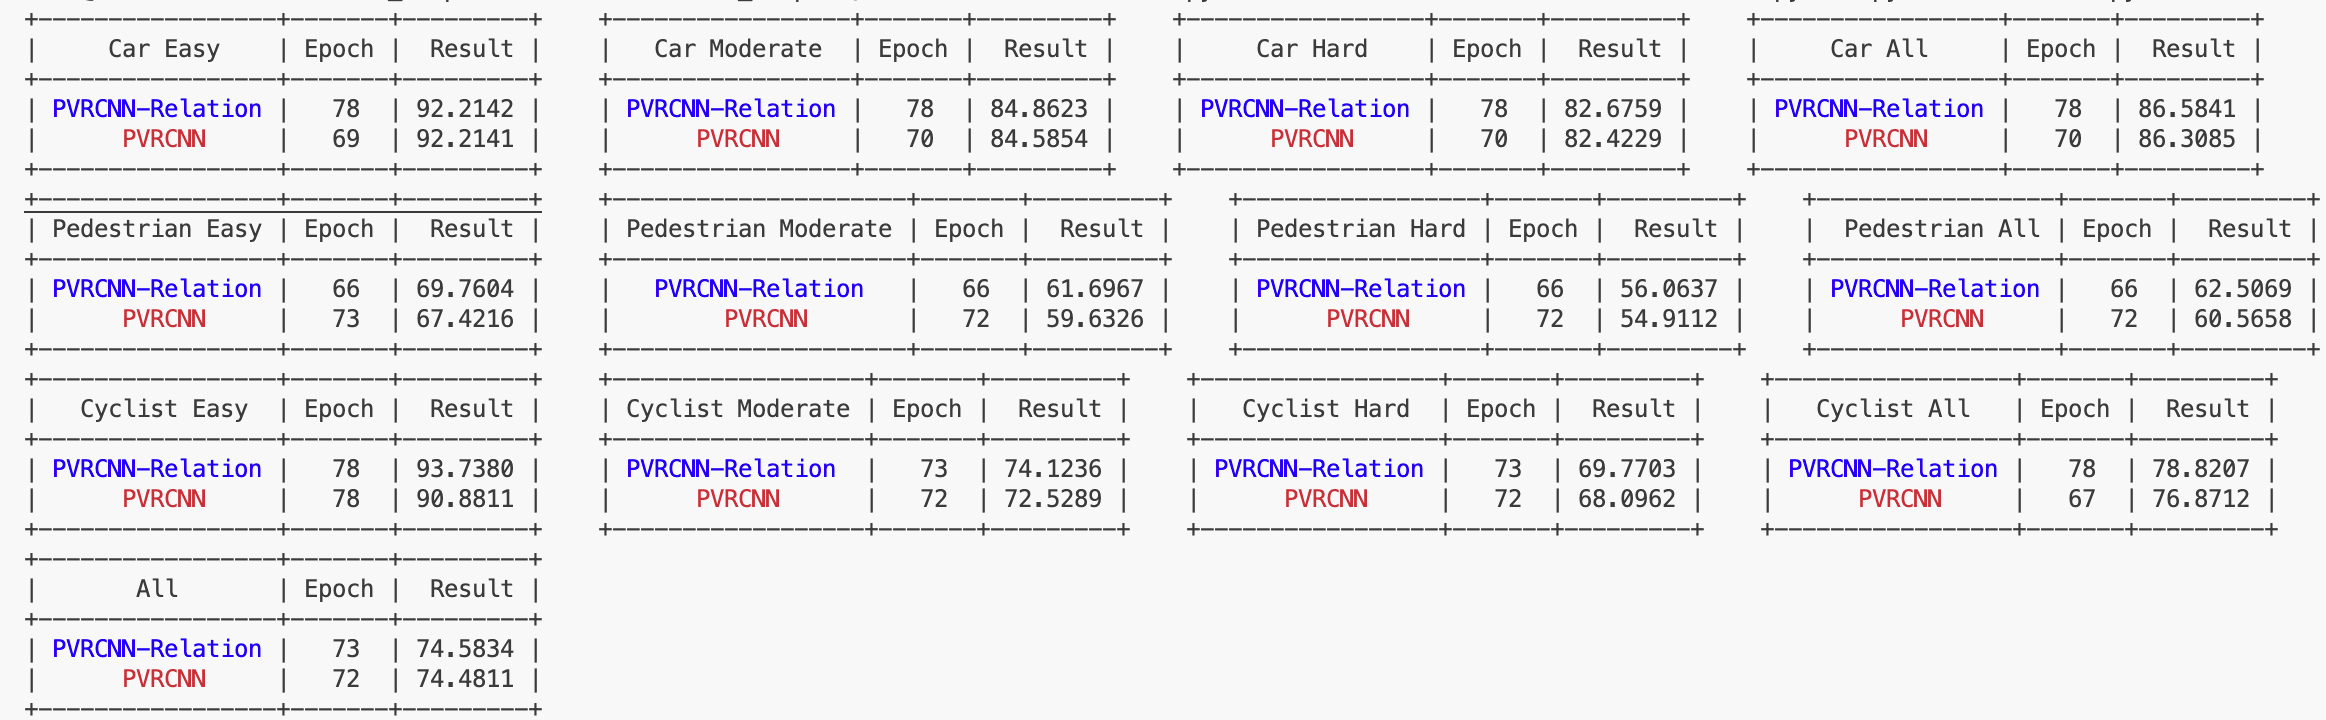 | Car Easy | Epoch | Result | | Car Moderate | Epoch | Result | | Car Hard | Epoch | Result | | Car All | Epoch | Result |
| PVRCNN-Relation | 78 | 92.2142 | | PVRCNN-Relation | 78 | 84.8623 | | PVRCNN-Relation | 78 | 82.6759 | | PVRCNN-Relation | 78 | 86.5841 |
| PVRCNN | 69 | 92.2141 | | PVRCNN | 70 | 84.5854 | | PVRCNN | 70 | 82.4229 | | PVRCNN | 70 | 86.3085 |
| Pedestrian Easy | Epoch | Result | | Pedestrian Moderate | Epoch | Result | | Pedestrian Hard | Epoch | Result | | Pedestrian All | Epoch | Result |
| PVRCNN-Relation | 66 | 69.7604 | | PVRCNN-Relation | 66 | 61.6967 | | PVRCNN-Relation | 66 | 56.0637 | | PVRCNN-Relation | 66 | 62.5069 |
| PVRCNN | 73 | 67.4216 | | PVRCNN | 72 | 59.6326 | | PVRCNN | 72 | 54.9112 | | PVRCNN | 72 | 60.5658 |
| Cyclist Easy | Epoch | Result | | Cyclist Moderate | Epoch | Result | | Cyclist Hard | Epoch | Result | | Cyclist All | Epoch | Result |
| PVRCNN-Relation | 78 | 93.7380 | | PVRCNN-Relation | 73 | 74.1236 | | PVRCNN-Relation | 73 | 69.7703 | | PVRCNN-Relation | 78 | 78.8207 |
| PVRCNN | 78 | 90.8811 | | PVRCNN | 72 | 72.5289 | | PVRCNN | 72 | 68.0962 | | PVRCNN | 67 | 76.8712 |
| All | Epoch | Result |
| PVRCNN-Relation | 73 | 74.5834 |
| PVRCNN | 72 | 74.4811 |